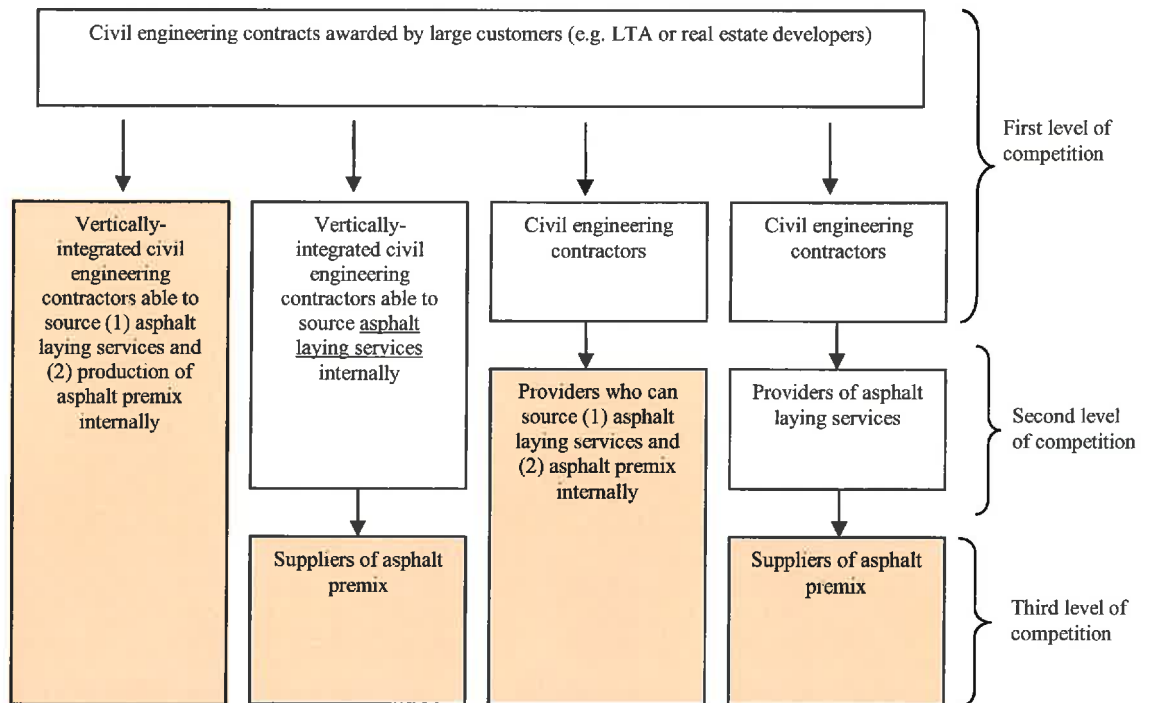 Civil engineering contracts awarded by large customers (e.g. LTA or real estate developers)
First level of
competition
Vertically-
integrated civil
engineering
contractors able to
source (1) asphalt
laying services and
(2) production of
asphalt premix
internally
Vertically-
integrated civil
engineering
contractors able to
source asphalt
laying services
internally
Civil engineering
contractors
Civil engineering
contractors
Providers who can
source (1) asphalt
laying services and
(2) asphalt premix
internally
Providers of asphalt
laying services
Second level
of competition
Suppliers of asphalt
premix
Suppliers of asphalt
premix
Third level of
competition